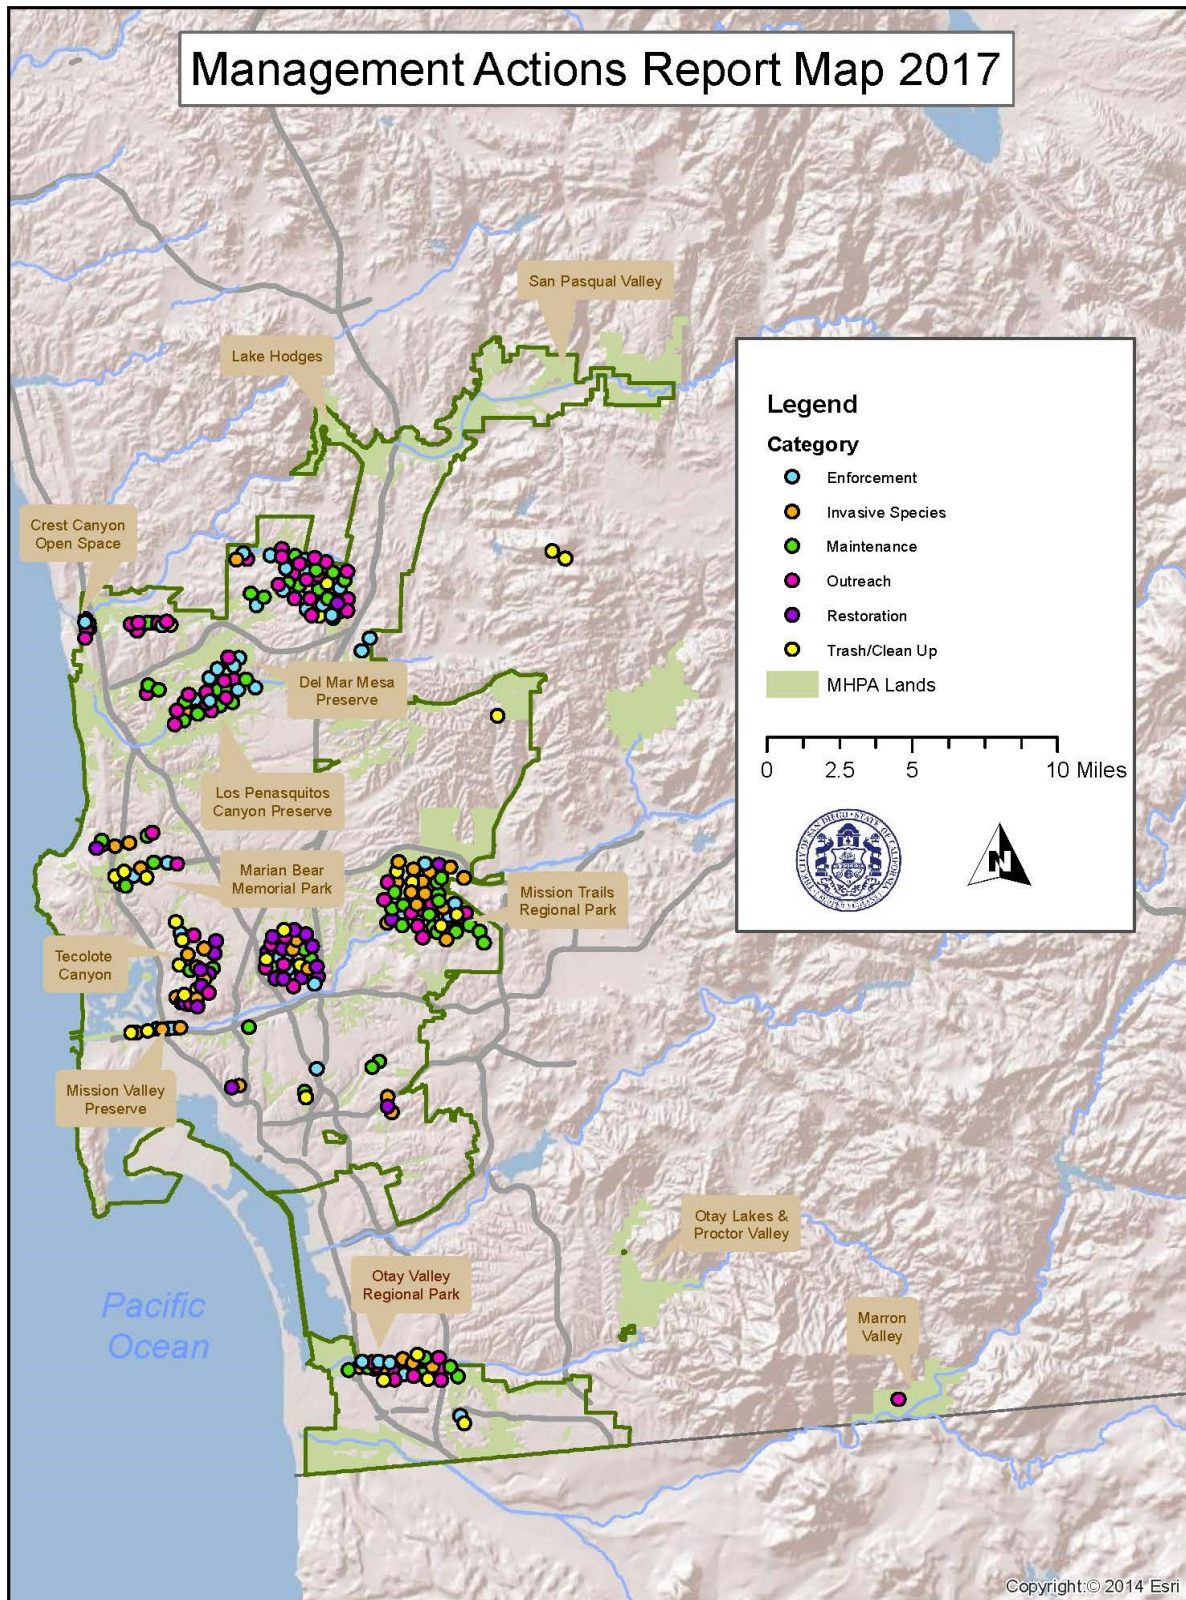 Management Actions Report Map 2017
San Pasqual Valley
Lake Hodges
Legend
Category
Enforcement
Invasive Species
Maintenance
Outreach
Restoration
Trash/Clean Up
MHPA Lands
0 2.5 5 10 Miles
N
Crest Canyon
Open Space
Del Mar Mesa
Preserve
Los Penasquitos
Canyon Preserve
Marian Bear
Memorial Park
Mission Trails
Regional Park
Tecolote
Canyon
Mission Valley
Preserve
Otay Lakes &
Proctor Valley
Otay Valley
Regional Park
Marron
Valley
Pacific
Ocean
Copyright:© 2014 Esri